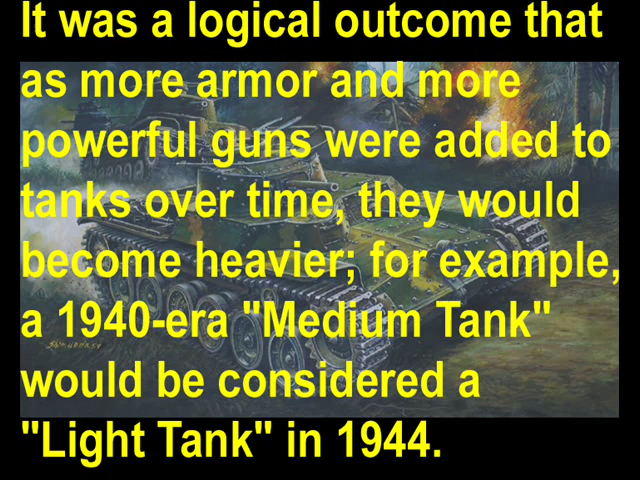 It was a logical outcome that
as more armor and more
powerful guns were added to
tanks over time, they would
become heavier; for example,
a 1940-era "Medium Tank"
would be considered a
"Light Tank" in 1944.